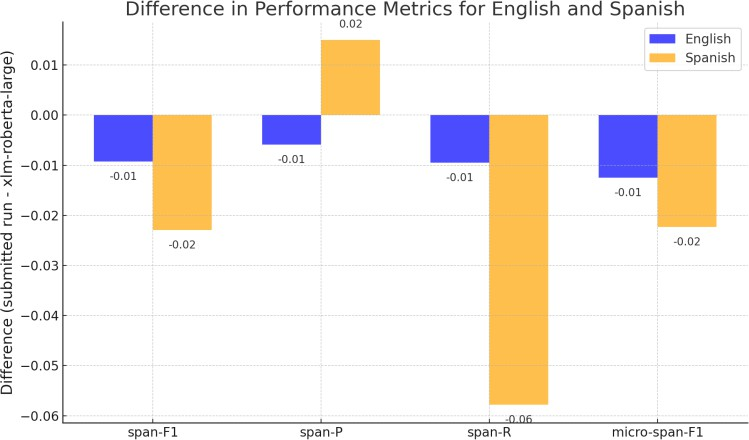 Difference in Performance Metrics for English and Spanish
English
Spanish
Difference (submitted run - xlm-roberta-large)
0.01
0.00
-0.01
-0.02
-0.03
-0.04
-0.05
-0.06
-0.01
-0.02
-0.01
0.02
-0.01
-0.06
-0.01
-0.02
span-F1
span-P
span-R
micro-span-F1